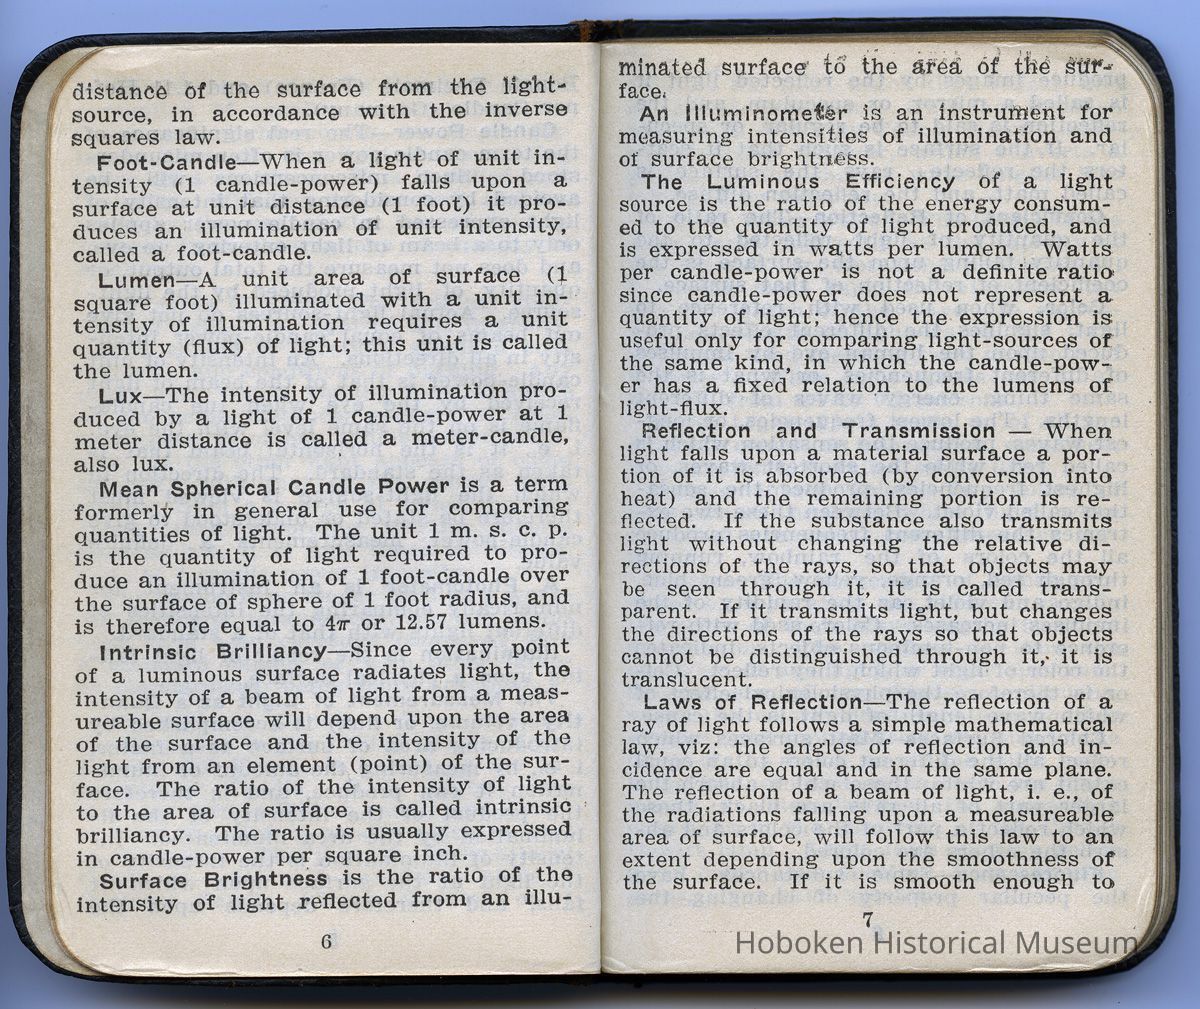 distance of the surface from the light-
source, in accordance with the inverse
squares law.
Foot-Candle—When a light of unit in-
tensity (1 candle-power) falls upon a
surface at unit distance (1 foot) it pro-
duces an illumination of unit intensity,
called a foot-candle.
Lumen—A unit area of surface (1
square foot) illuminated with a unit in-
tensity of illumination requires a unit
quantity (flux) of light; this unit is called
the lumen.
Lux—The intensity of illumination pro-
duced by a light of 1 candle-power at 1
meter distance is called a meter-candle,
also lux.
Mean Spherical Candle Power is a term
formerly in general use for comparing
quantities of light. The unit 1 m. s. c. p.
is the quantity of light required to pro-
duce an illumination of 1 foot-candle over
the surface of sphere of 1 foot radius, and
is therefore equal to 4π or 12.57 lumens.
Intrinsic Brilliancy—Since every point
of a luminous surface radiates light, the
intensity of a beam of light from a meas-
ureable surface will depend upon the area
of the surface and the intensity of the
light from an element (point) of the sur-
face. The ratio of the intensity of light
to the area of surface is called intrinsic
brilliancy. The ratio is usually expressed
in candle-power per square inch.
Surface Brightness is the ratio of the
intensity of light reflected from an illu-
6
minated surface to the area of the sur-
face.
An Illuminometer is an instrument for
measuring intensities of illumination and
of surface brightness.
The Luminous Efficiency of a light
source is the ratio of the energy consum-
ed to the quantity of light produced, and
is expressed in watts per lumen. Watts
per candle-power is not a definite ratio
since candle-power does not represent a
quantity of light; hence the expression is
useful only for comparing light-sources of
the same kind, in which the candle-pow-
er has a fixed relation to the lumens of
light-flux.
Reflection and Transmission — When
light falls upon a material surface a por-
tion of it is absorbed (by conversion into
heat) and the remaining portion is re-
flected. If the substance also transmits
light without changing the relative di-
rections of the rays, so that objects may
be seen through it, it is called trans-
parent. If it transmits light, but changes
the directions of the rays so that objects
cannot be distinguished through it, it is
translucent.
Laws of Reflection—The reflection of a
ray of light follows a simple mathematical
law, viz: the angles of reflection and in-
cidence are equal and in the same plane.
The reflection of a beam of light, i. e., of
the radiations falling upon a measureable
area of surface, will follow this law to an
extent depending upon the smoothness of
the surface. If it is smooth enough to
7
Hoboken Historical Museum